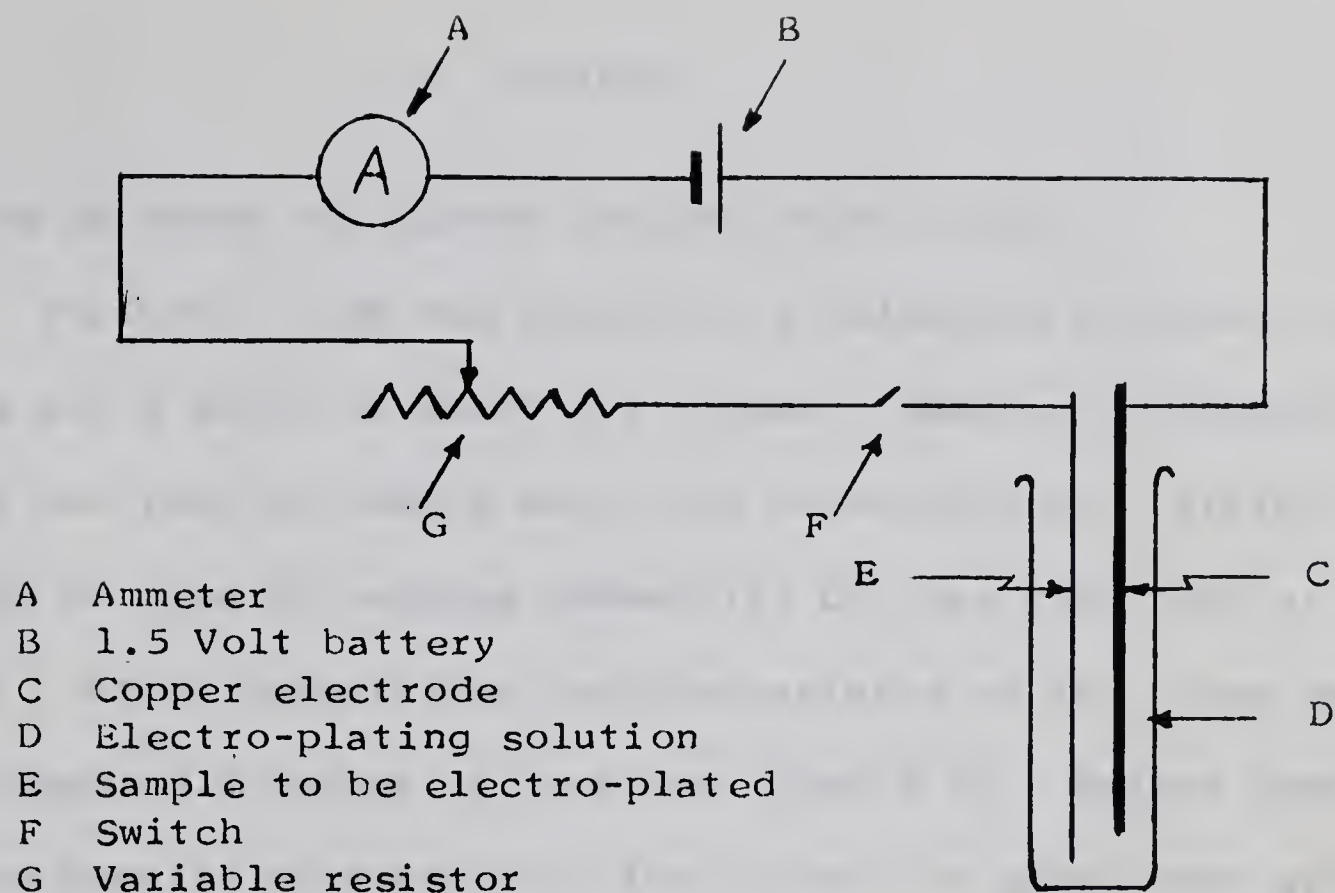 A
B
A
G
F
E
C
D
A Ammeter
B 1.5 Volt battery
C Copper electrode
D Electro-plating solution
E Sample to be electro-plated
F Switch
G Variable resistor